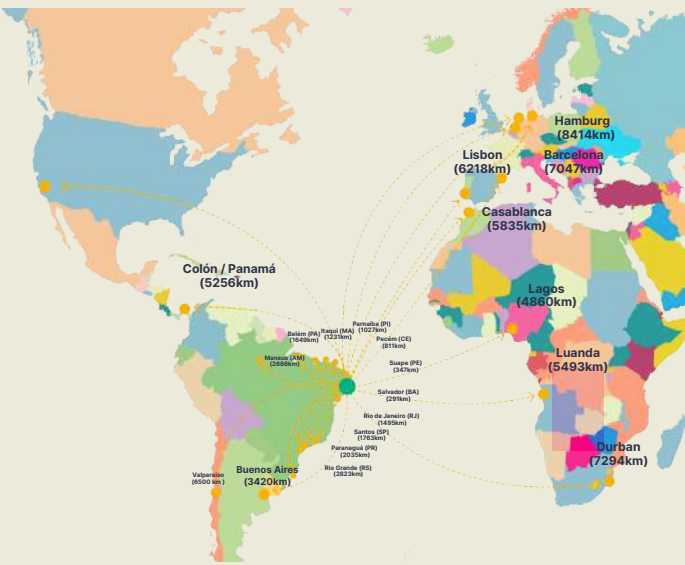 Hamburg
(8414km)
Lisbon
(6218km)
Barcelona
(7047km)
Casablanca
(5835km)
Colón / Panamá
(5256km)
Lagos
(4860km)
Belém (PA)
(1649km)
Itaqui (MA)
(1231km)
Parnaíba (PI)
(1027km)
Pecém (CE)
(811km)
Manaus (AM)
(2886km)
Suape (PE)
(347km)
Luanda
(5493km)
Salvador (BA)
(291km)
Rio de Janeiro (RJ)
(1495km)
Santos (SP)
(1763km)
Paranaguá (PR)
(2035km)
Durban
(7294km)
Rio Grande (RS)
(2823km)
Buenos Aires
(3420km)
Valparaíso
(6500 km)